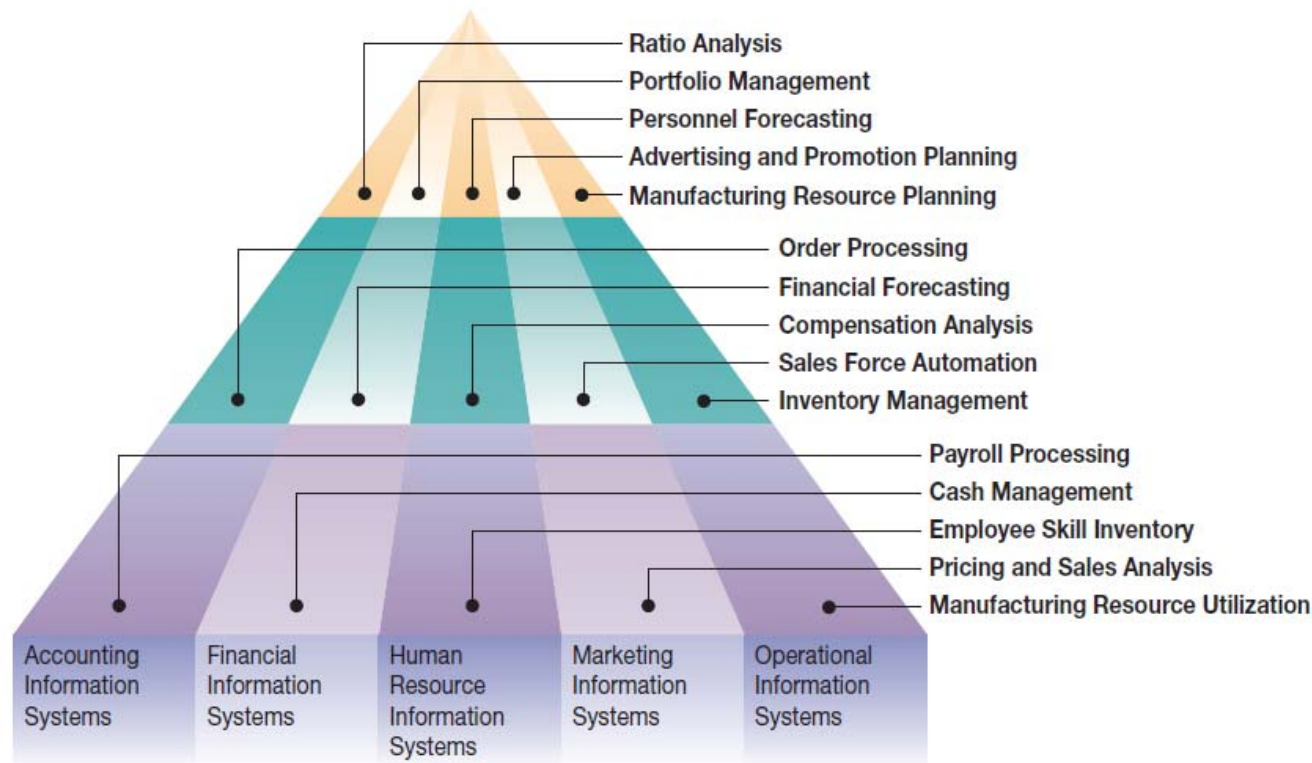 Ratio Analysis
Portfolio Management
Personnel Forecasting
Advertising and Promotion Planning
Manufacturing Resource Planning
Order Processing
Financial Forecasting
Compensation Analysis
Sales Force Automation
Inventory Management
Payroll Processing
Cash Management
Employee Skill Inventory
Pricing and Sales Analysis
Manufacturing Resource Utilization
Accounting
Information
Systems
Financial
Information
Systems
Human
Resource
Information
Systems
Marketing
Information
Systems
Operational
Information
Systems